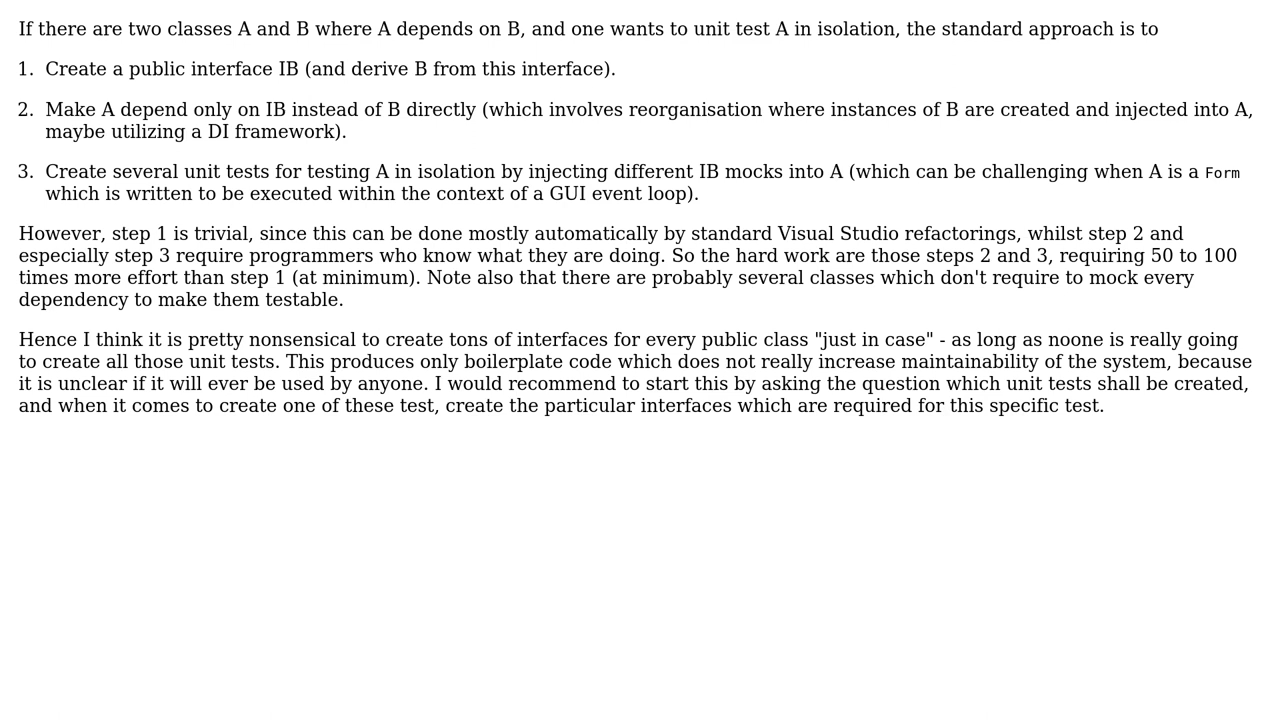 If there are two classes A and B where A depends on B, and one wants to unit test A in isolation, the standard approach is to
1. Create a public interface IB (and derive B from this interface).
2. Make A depend only on IB instead of B directly (which involves reorganisation where instances of B are created and injected into A,
maybe utilizing a DI framework).
3. Create several unit tests for testing A in isolation by injecting different IB mocks into A (which can be challenging when A is a Form
which is written to be executed within the context of a GUI event loop).
However, step 1 is trivial, since this can be done mostly automatically by standard Visual Studio refactorings, whilst step 2 and
especially step 3 require programmers who know what they are doing. So the hard work are those steps 2 and 3, requiring 50 to 100
times more effort than step 1 (at minimum). Note also that there are probably several classes which don't require to mock every
dependency to make them testable.
Hence I think it is pretty nonsensical to create tons of interfaces for every public class "just in case" - as long as noone is really going
to create all those unit tests. This produces only boilerplate code which does not really increase maintainability of the system, because
it is unclear if it will ever be used by anyone. I would recommend to start this by asking the question which unit tests shall be created,
and when it comes to create one of these test, create the particular interfaces which are required for this specific test.